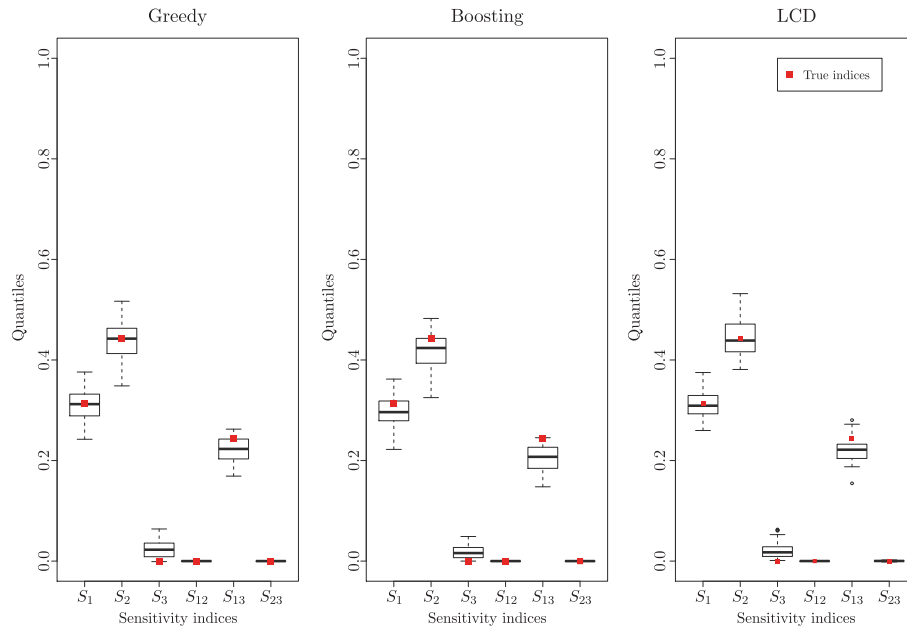 Greedy
Boosting
LCD
Quantiles
1.0
0.8
0.6
0.4
0.2
0.0
S1 S2 S3 S12 S13 S23
Sensitivity indices
Quantiles
1.0
0.8
0.6
0.4
0.2
0.0
S1 S2 S3 S12 S13 S23
Sensitivity indices
Quantiles
1.0
0.8
0.6
0.4
0.2
0.0
True indices
S1 S2 S3 S12 S13 S23
Sensitivity indices